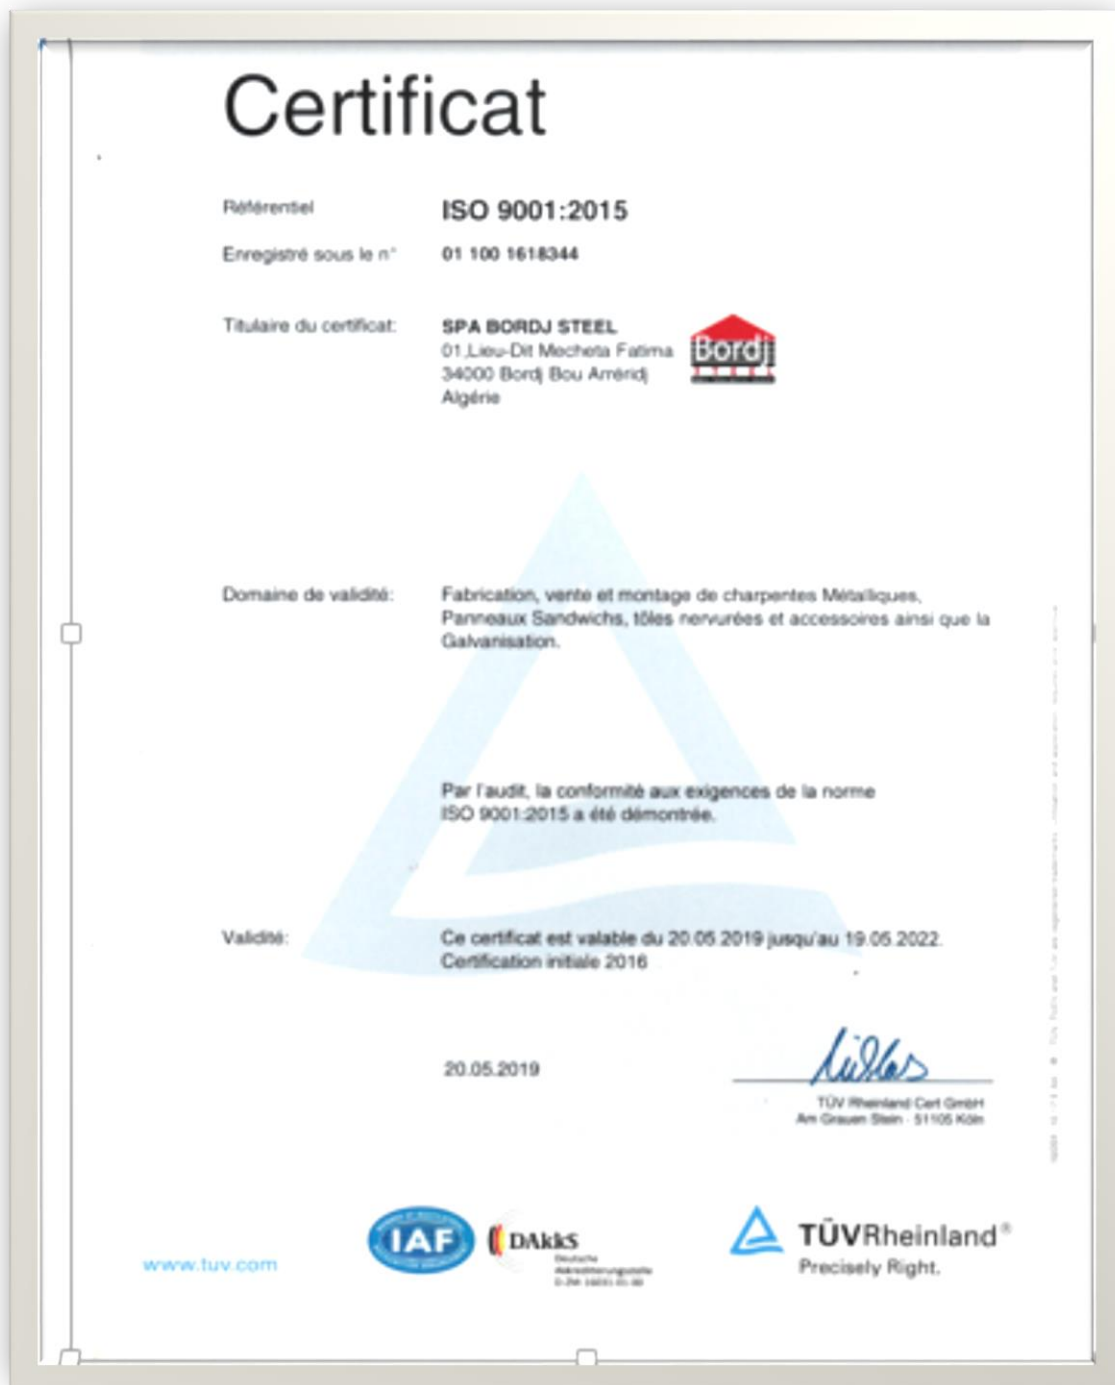 Certificat
Référentiel ISO 9001:2015
Enregistré sous le n° 01 100 1618344
Titulaire du certificat: SPA BORDJ STEEL
01,Lieu-Dit Mecheta Fatima
34000 Bordj Bou Arréridj
Algérie
Bordj
Domaine de validité: Fabrication, vente et montage de charpentes Métalliques,
Panneaux Sandwichs, tôles nervurées et accessoires ainsi que la
Galvanisation.
Par l'audit, la conformité aux exigences de la norme
ISO 9001:2015 a été démontrée.
Validité: Ce certificat est valable du 20.05.2019 jusqu'au 19.05.2022.
Certification initiale 2016
20.05.2019
TÜV Rheinland Cert GmbH
Am Grauen Stein · 51105 Köln
www.tuv.com
IAF
DAkkS
Deutsche
Akkreditierungsstelle
TÜVRheinland®
Precisely Right.